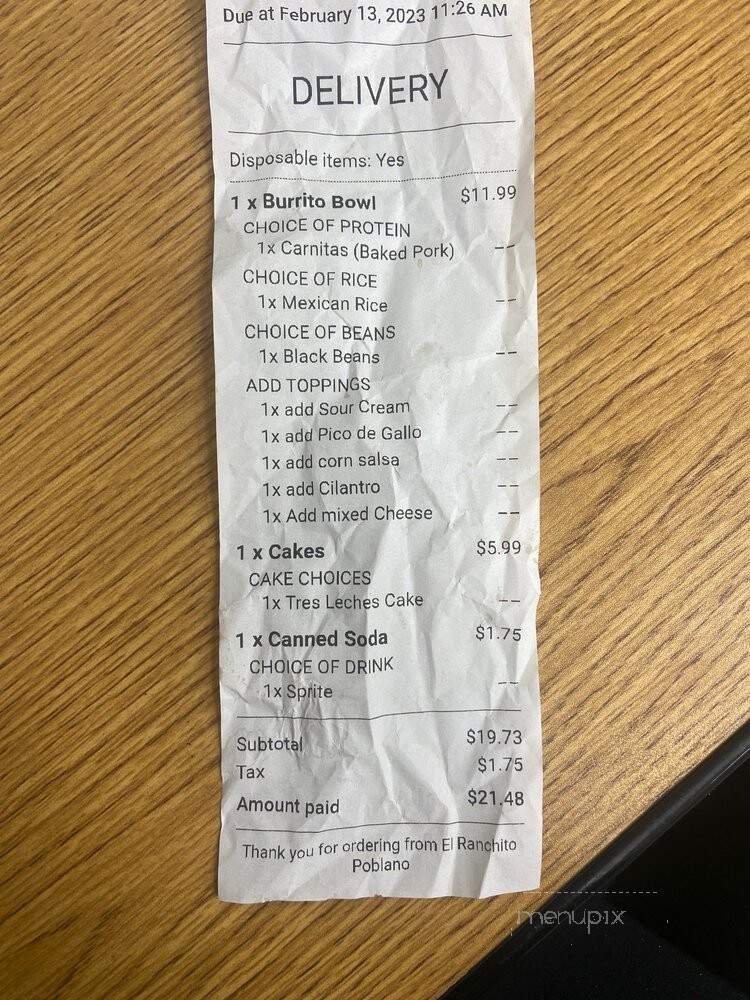 Due at February 13, 2023 11:26 AM
DELIVERY
Disposable items: Yes
1 x Burrito Bowl $11.99
CHOICE OF PROTEIN
1x Carnitas (Baked Pork) --
CHOICE OF RICE
1x Mexican Rice --
CHOICE OF BEANS
1x Black Beans --
ADD TOPPINGS
1x add Sour Cream --
1x add Pico de Gallo --
1x add corn salsa --
1x add Cilantro --
1x Add mixed Cheese --
1 x Cakes $5.99
CAKE CHOICES
1x Tres Leches Cake --
1 x Canned Soda $1.75
CHOICE OF DRINK
1x Sprite --
Subtotal $19.73
Tax $1.75
Amount paid $21.48
Thank you for ordering from El Ranchito
Poblano
menupix